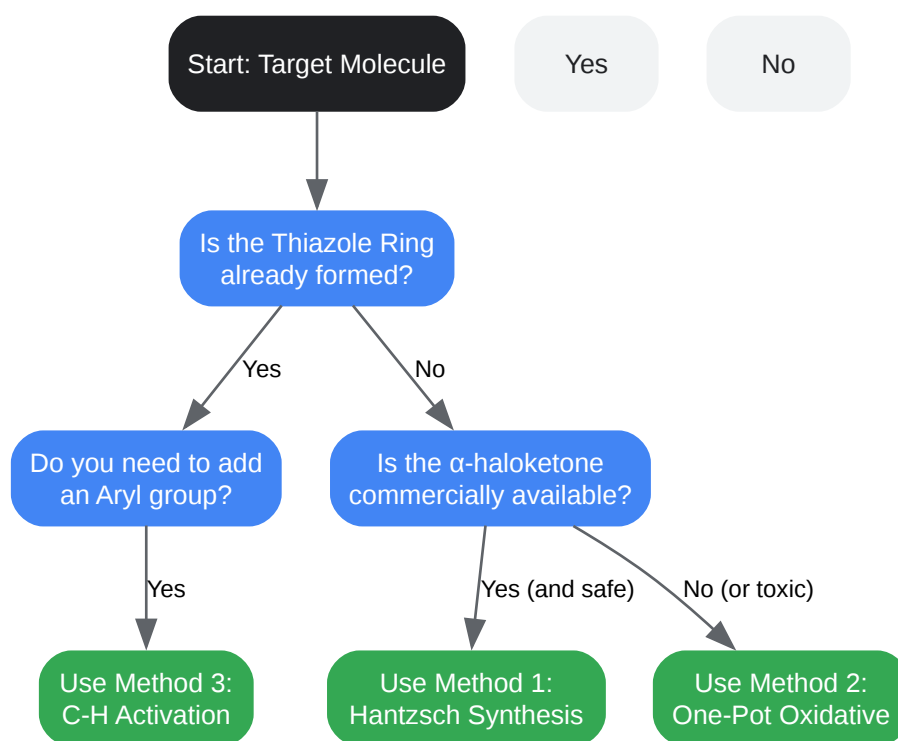 Start: Target Molecule
Yes
No
Is the Thiazole Ring
already formed?
Yes
No
Do you need to add
an Aryl group?
Is the α-haloketone
commercially available?
Yes
Yes (and safe)
No (or toxic)
Use Method 3:
C-H Activation
Use Method 1:
Hantzsch Synthesis
Use Method 2:
One-Pot Oxidative